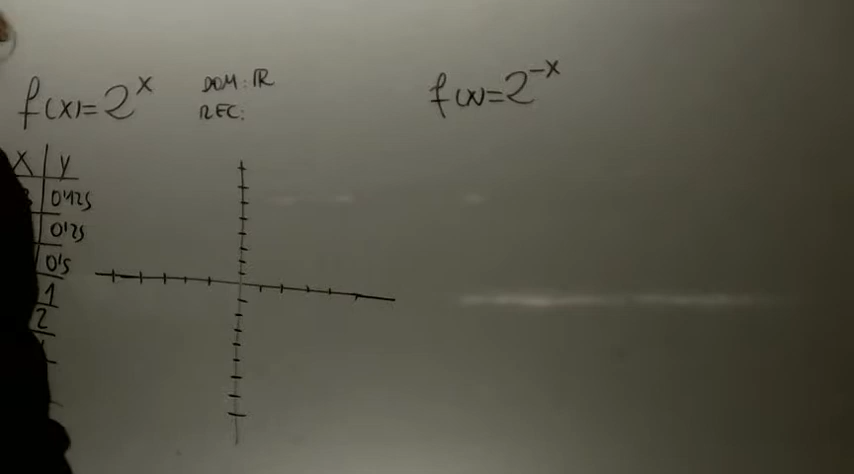 f(x)=2^x
DOM: ℝ
REC:
f(x)=2^-x
x y
0'125
0'25
0'5
1
2